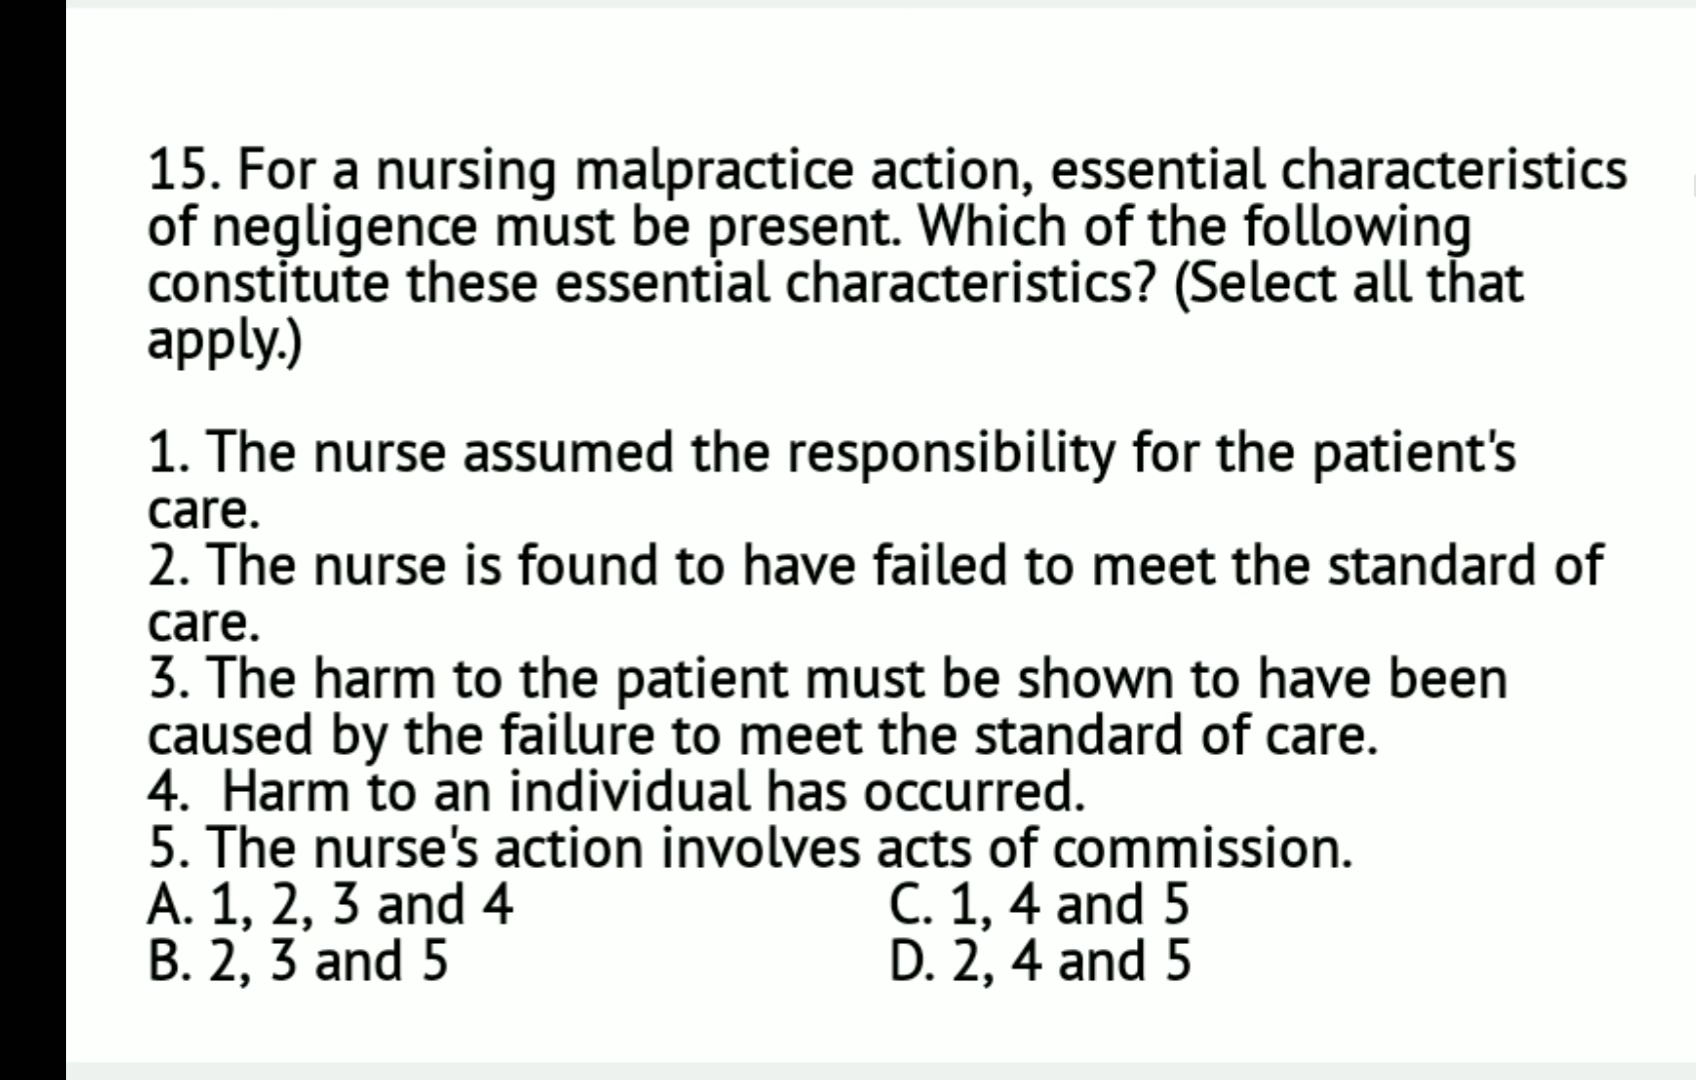 15. For a nursing malpractice action, essential characteristics
of negligence must be present. Which of the following
constitute these essential characteristics? (Select all that
apply.)
1. The nurse assumed the responsibility for the patient's
care.
2. The nurse is found to have failed to meet the standard of
care.
3. The harm to the patient must be shown to have been
caused by the failure to meet the standard of care.
4.  Harm to an individual has occurred.
5. The nurse's action involves acts of commission.
A. 1, 2, 3 and 4 C. 1, 4 and 5
B. 2, 3 and 5 D. 2, 4 and 5